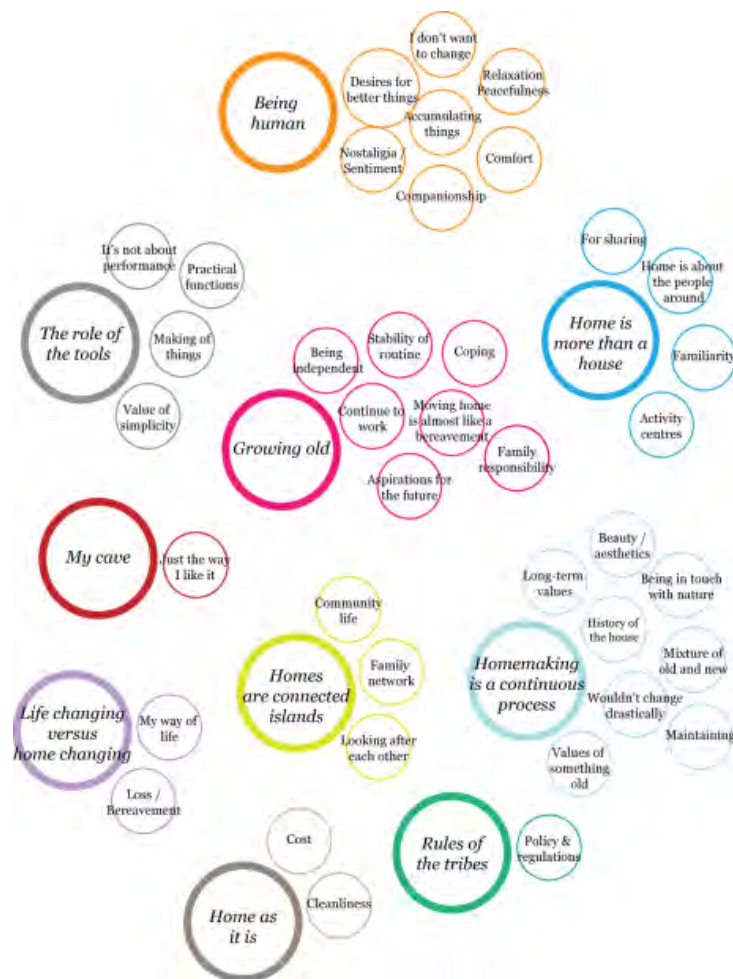 I don't want
to change
Desires for
better things
Relaxation
Peacefulness
Being
human
Accumulating
things
Nostaligia /
Sentiment
Comfort
Companionship
It's not about
performance
Practical
functions
The role of
the tools
Making of
things
Value of
simplicity
For sharing
Home is about
the people
around
Home is
more than a
house
Familiarity
Activity
centres
Being
independent
Stability of
routine
Coping
Continue to
work
Moving home
is almost like a
bereavement
Growing old
Family
responsibility
Aspirations for
the future
My cave
Just the way
I like it
Beauty /
aesthetics
Long-term
values
Being in touch
with nature
History of
the house
Homemaking
is a continuous
process
Mixture of
old and new
Wouldn't change
drastically
Maintaining
Values of
something
old
Community
life
Homes
are connected
islands
Family
network
Looking after
each other
Life changing
versus
home changing
My way of
life
Loss /
Bereavement
Cost
Cleanliness
Home as
it is
Rules of
the tribes
Policy &
regulations